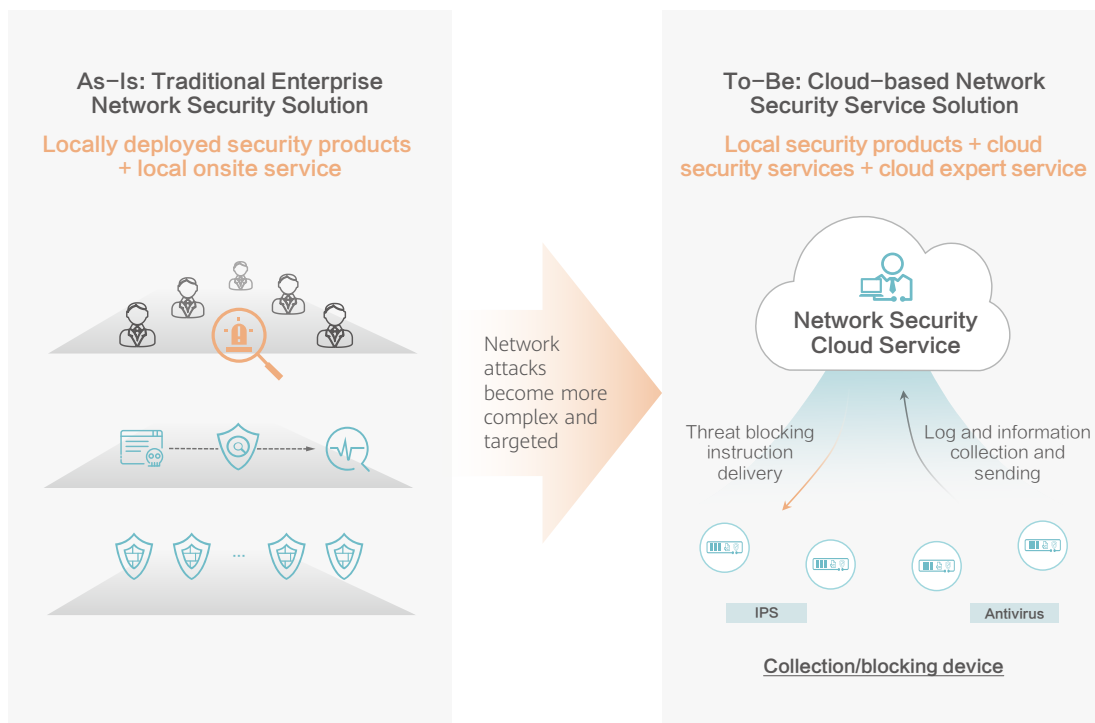 As-Is: Traditional Enterprise
Network Security Solution
Locally deployed security products
+ local onsite service
...
Network
attacks
become more
complex and
targeted
To-Be: Cloud-based Network
Security Service Solution
Local security products + cloud
security services + cloud expert service
Network Security
Cloud Service
Threat blocking
instruction
delivery
Log and information
collection and
sending
IPS
Antivirus
Collection/blocking device